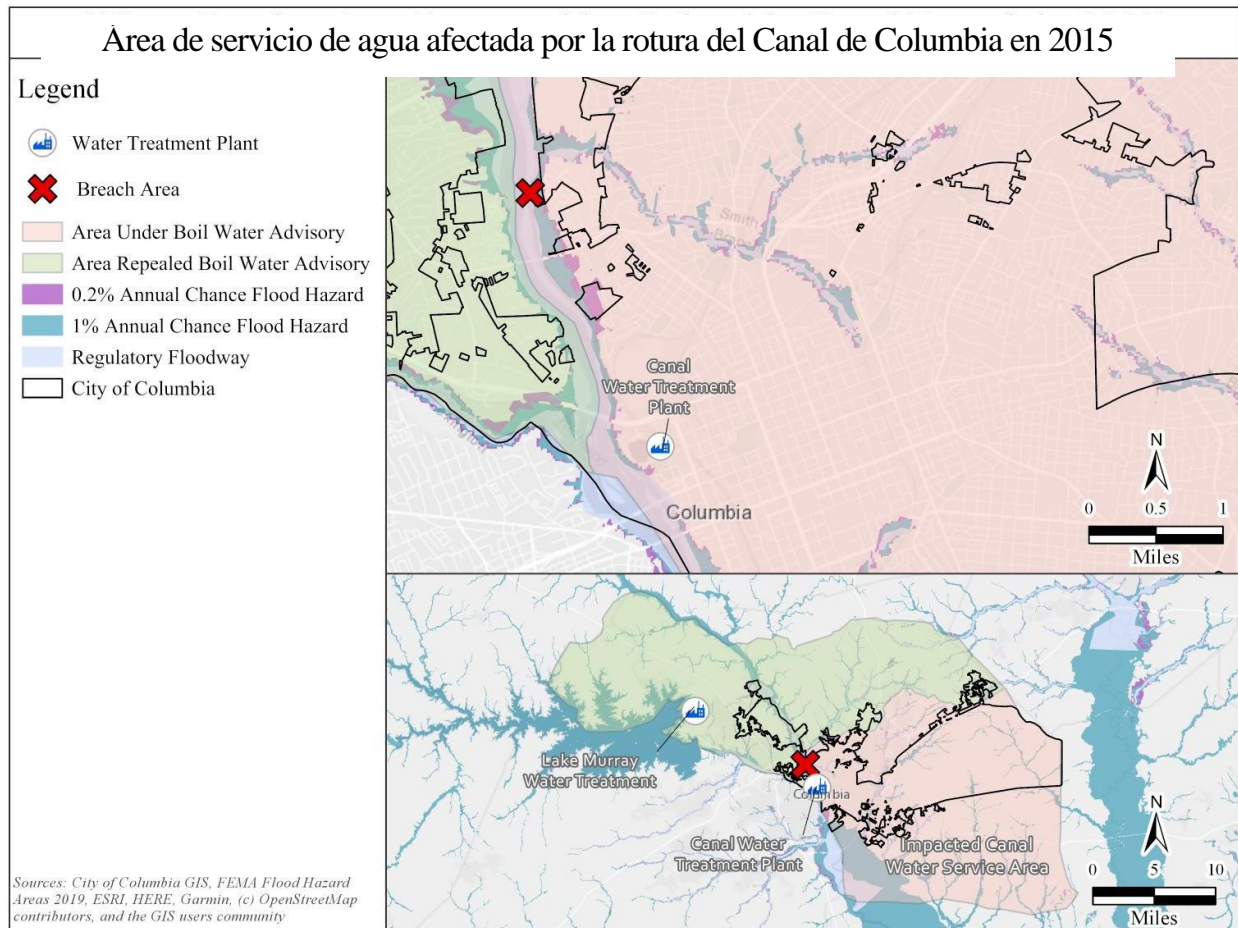 Área de servicio de agua afectada por la rotura del Canal de Columbia en 2015
Legend
Water Treatment Plant
Breach Area
Area Under Boil Water Advisory
Area Repealed Boil Water Advisory
0.2% Annual Chance Flood Hazard
1% Annual Chance Flood Hazard
Regulatory Floodway
City of Columbia
Smith
Branch
Canal
Water Treatment
Plant
Columbia
N
0 0.5 1
Miles
Lake Murray
Water Treatment
Columbia
Canal Water
Treatment Plant
Impacted Canal
Water Service Area
N
0 5 10
Miles
Sources: City of Columbia GIS, FEMA Flood Hazard
Areas 2019, ESRI, HERE, Garmin, (c) OpenStreetMap
contributors, and the GIS users community